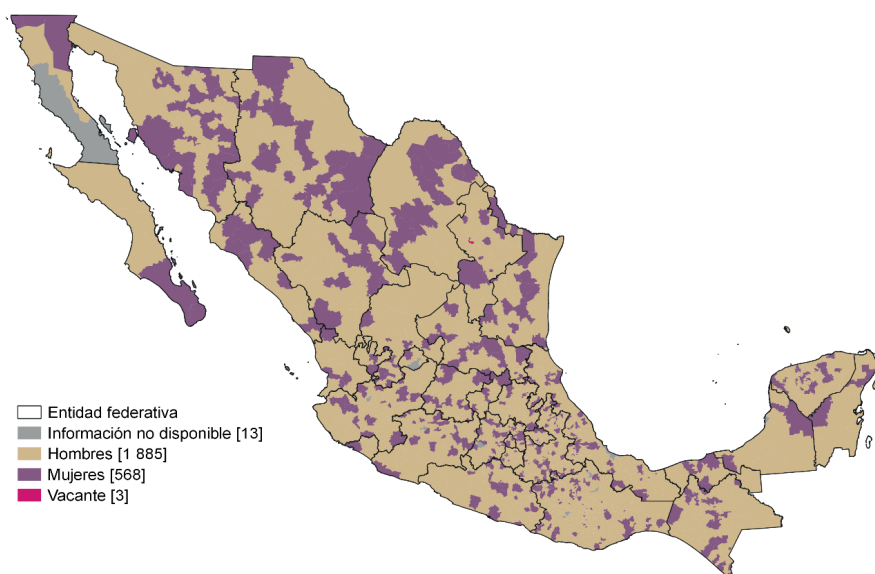 Entidad federativa
Información no disponible [13]
Hombres [1 885]
Mujeres [568]
Vacante [3]